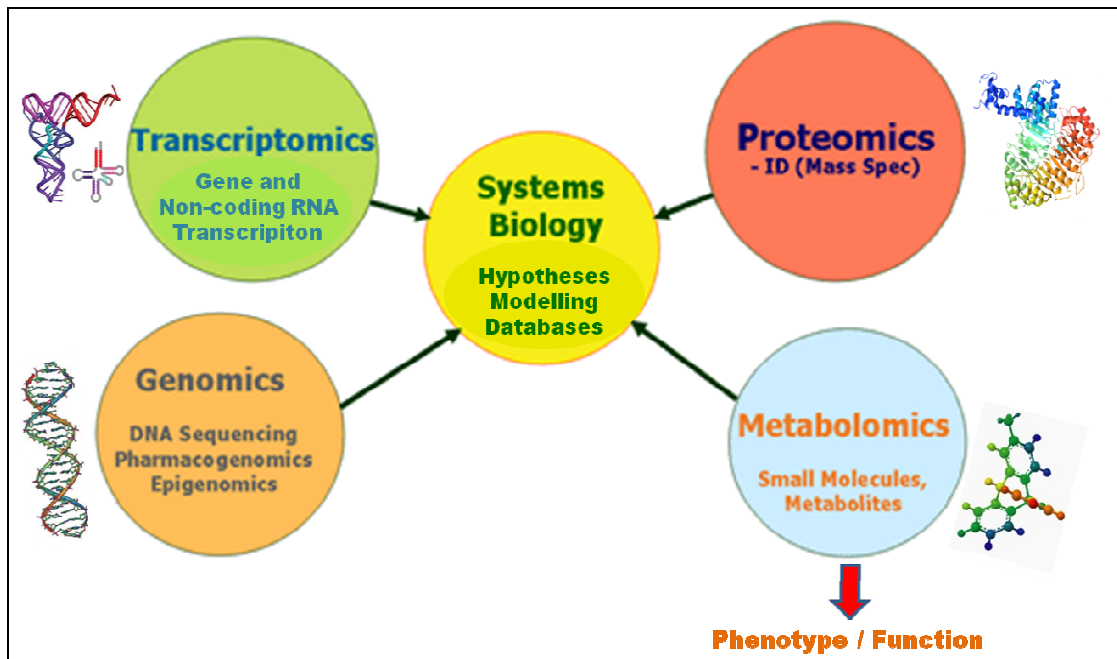 Transcriptomics
Gene and
Non-coding RNA
Transcripiton
Proteomics
- ID (Mass Spec)
Systems
Biology
Hypotheses
Modelling
Databases
Genomics
DNA Sequencing
Pharmacogenomics
Epigenomics
Metabolomics
Small Molecules,
Metabolites
Phenotype / Function